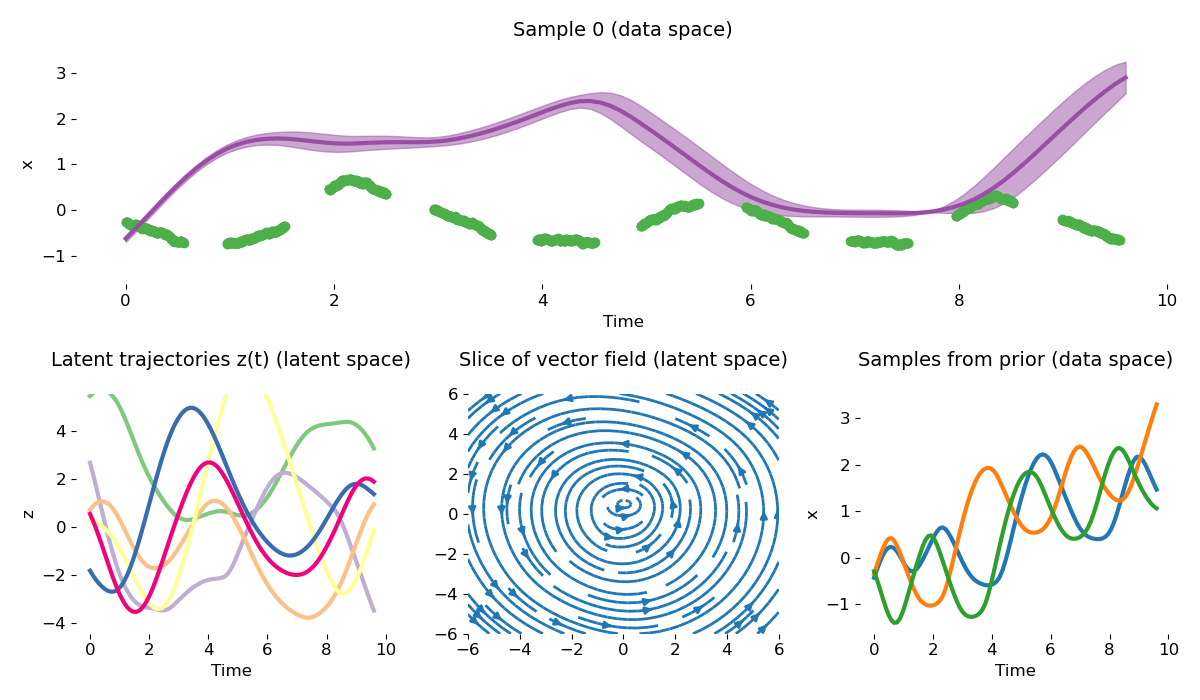 Sample 0 (data space)
3
2
1
0
−1
x
0 2 4 6 8 10
Time
Latent trajectories z(t) (latent space)
4
2
0
−2
−4
z
0 2 4 6 8 10
Time
Slice of vector field (latent space)
6
4
2
0
−2
−4
−6
−6 −4 −2 0 2 4 6
Samples from prior (data space)
3
2
1
0
−1
x
0 2 4 6 8 10
Time